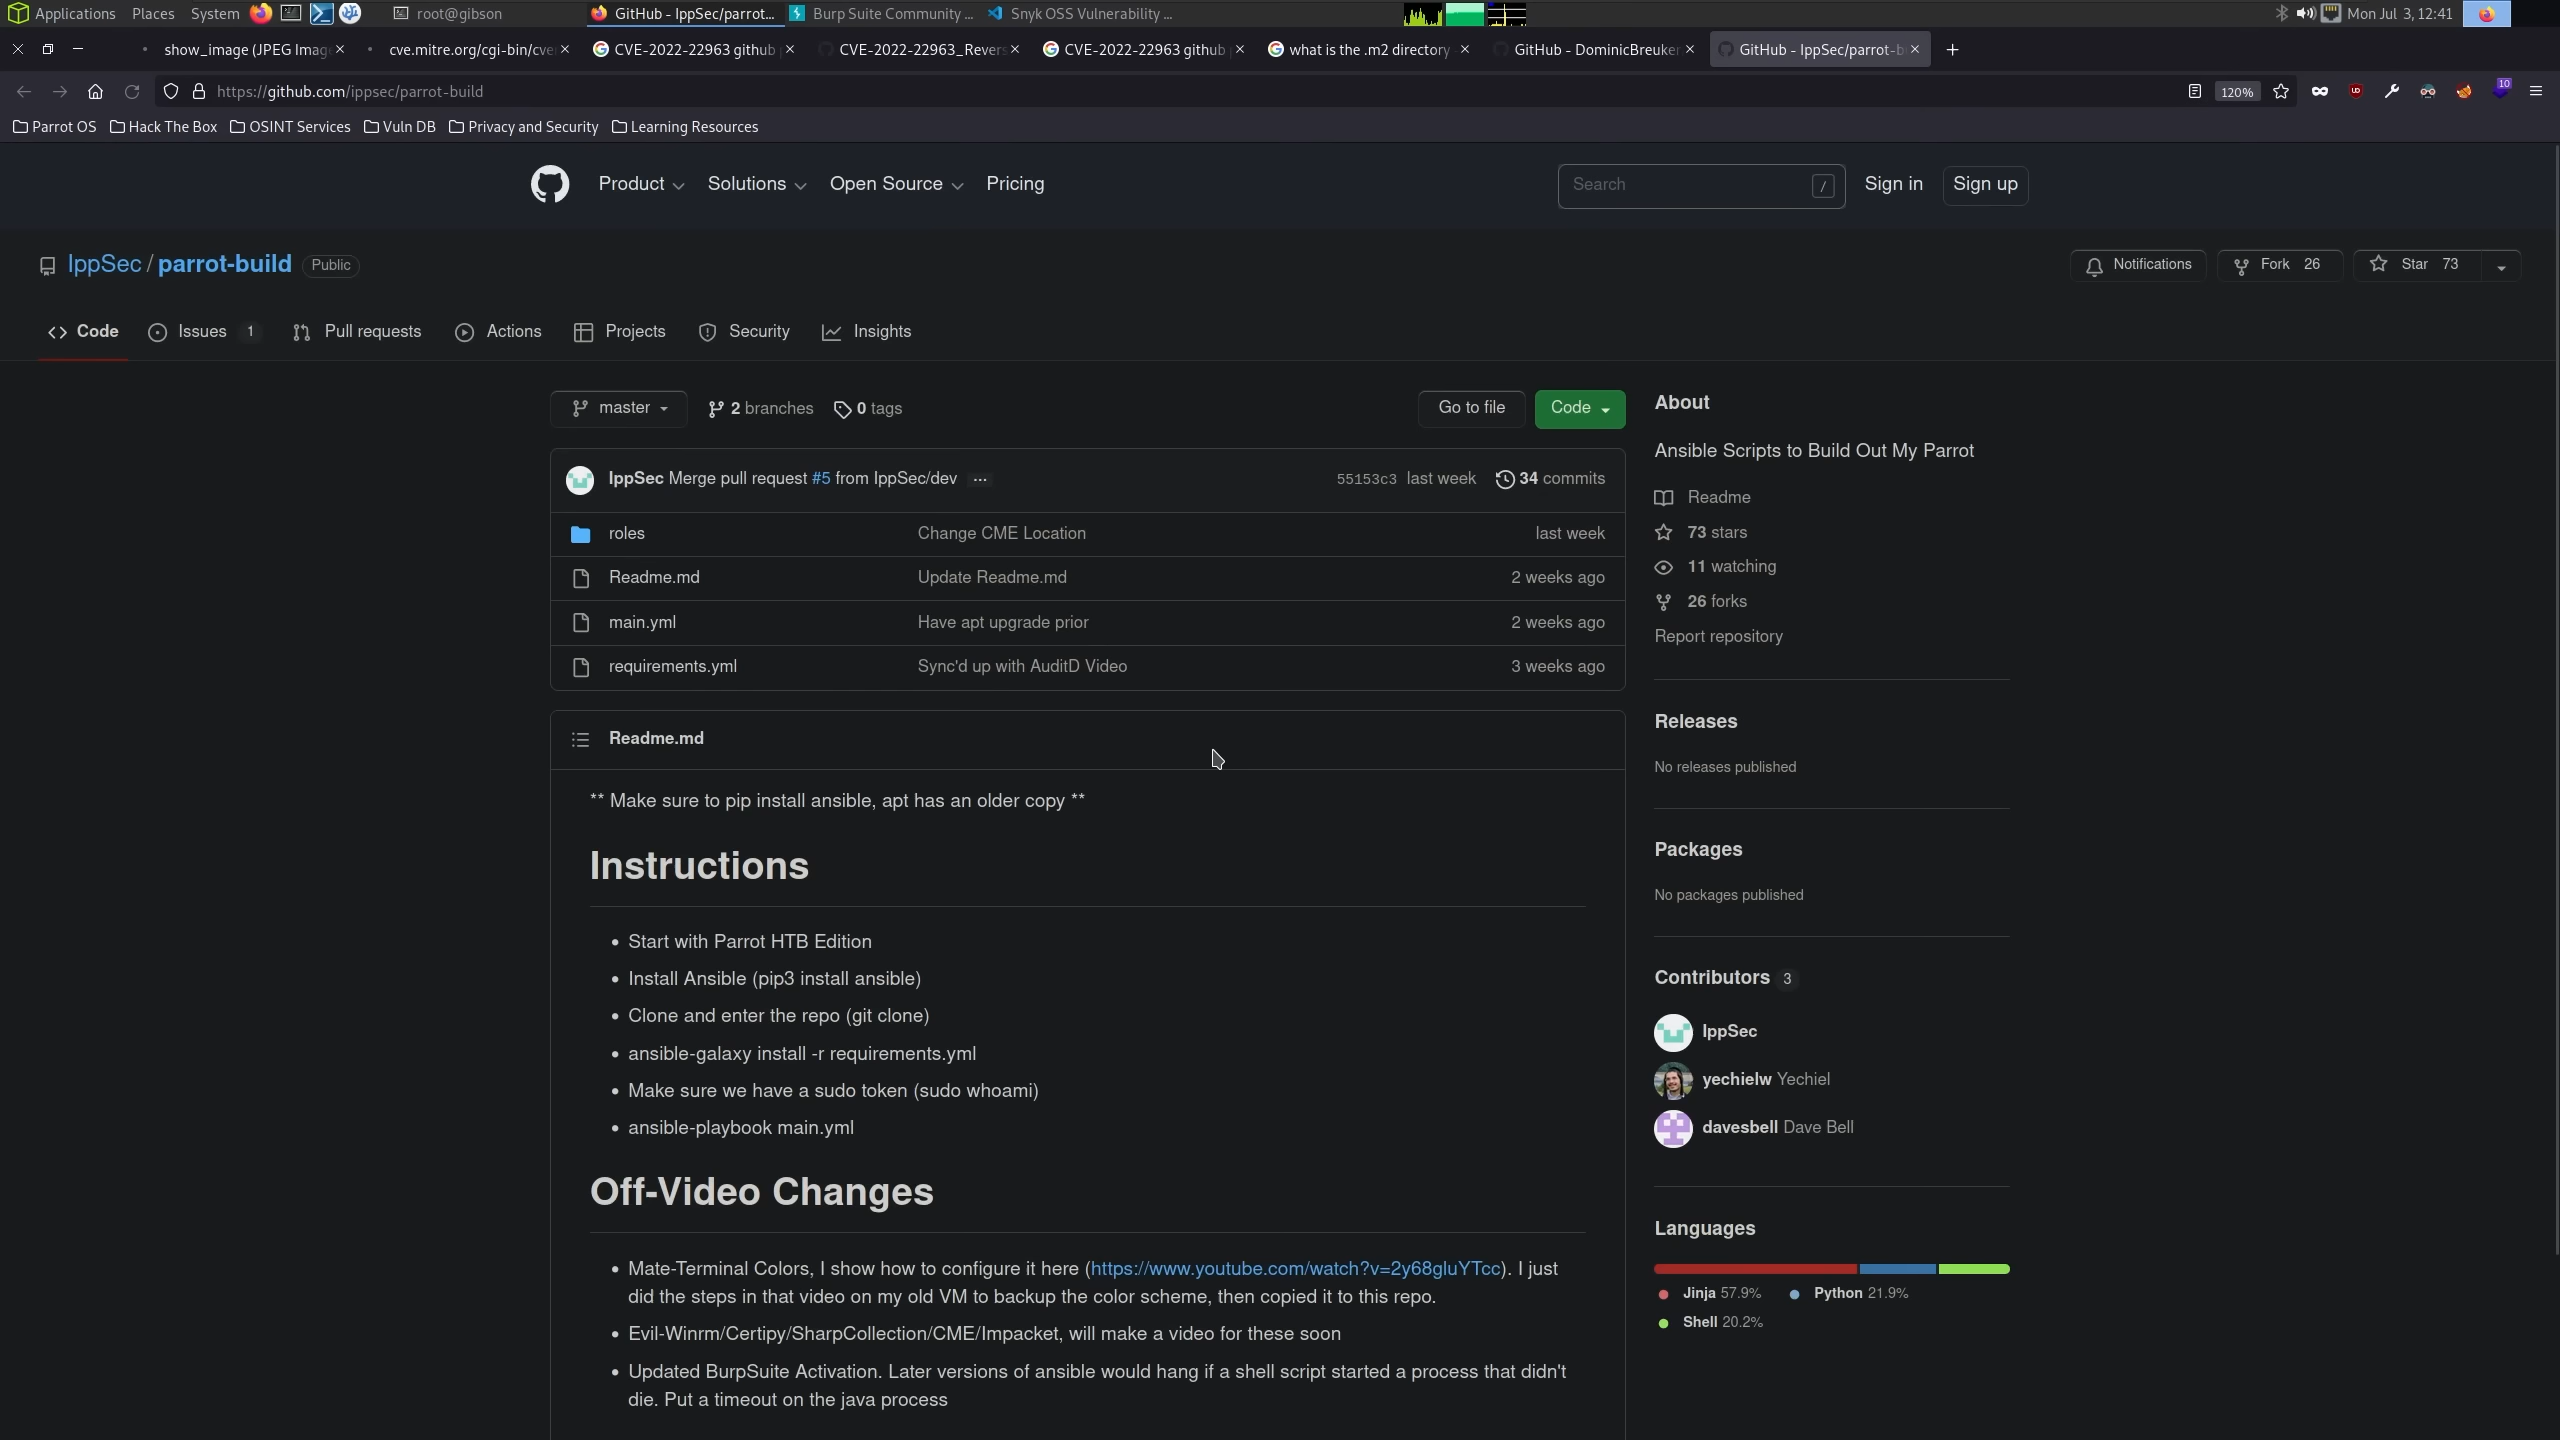 Applications Places System root@gibson GitHub - IppSec/parrot... Burp Suite Community ... Snyk OSS Vulnerability ... Mon Jul 3, 12:41
show_image (JPEG Imag cve.mitre.org/cgi-bin/cve CVE-2022-22963 github CVE-2022-22963_Revers CVE-2022-22963 github what is the .m2 directory GitHub - DominicBreuker GitHub - IppSec/parrot-b
https://github.com/ippsec/parrot-build 120% 10
Parrot OS Hack The Box OSINT Services Vuln DB Privacy and Security Learning Resources
Product Solutions Open Source Pricing Search / Sign in Sign up
IppSec / parrot-build Public Notifications Fork 26 Star 73
Code Issues 1 Pull requests Actions Projects Security Insights
master 2 branches 0 tags Go to file Code
IppSec Merge pull request #5 from IppSec/dev ... 55153c3 last week 34 commits
roles Change CME Location last week
Readme.md Update Readme.md 2 weeks ago
main.yml Have apt upgrade prior 2 weeks ago
requirements.yml Sync'd up with AuditD Video 3 weeks ago
Readme.md
** Make sure to pip install ansible, apt has an older copy **
Instructions
• Start with Parrot HTB Edition
• Install Ansible (pip3 install ansible)
• Clone and enter the repo (git clone)
• ansible-galaxy install -r requirements.yml
• Make sure we have a sudo token (sudo whoami)
• ansible-playbook main.yml
Off-Video Changes
• Mate-Terminal Colors, I show how to configure it here (https://www.youtube.com/watch?v=2y68gluYTcc). I just
did the steps in that video on my old VM to backup the color scheme, then copied it to this repo.
• Evil-Winrm/Certipy/SharpCollection/CME/Impacket, will make a video for these soon
• Updated BurpSuite Activation. Later versions of ansible would hang if a shell script started a process that didn't
die. Put a timeout on the java process
About
Ansible Scripts to Build Out My Parrot
Readme
73 stars
11 watching
26 forks
Report repository
Releases
No releases published
Packages
No packages published
Contributors 3
IppSec
yechielw Yechiel
davesbell Dave Bell
Languages
Jinja 57.9% Python 21.9%
Shell 20.2%